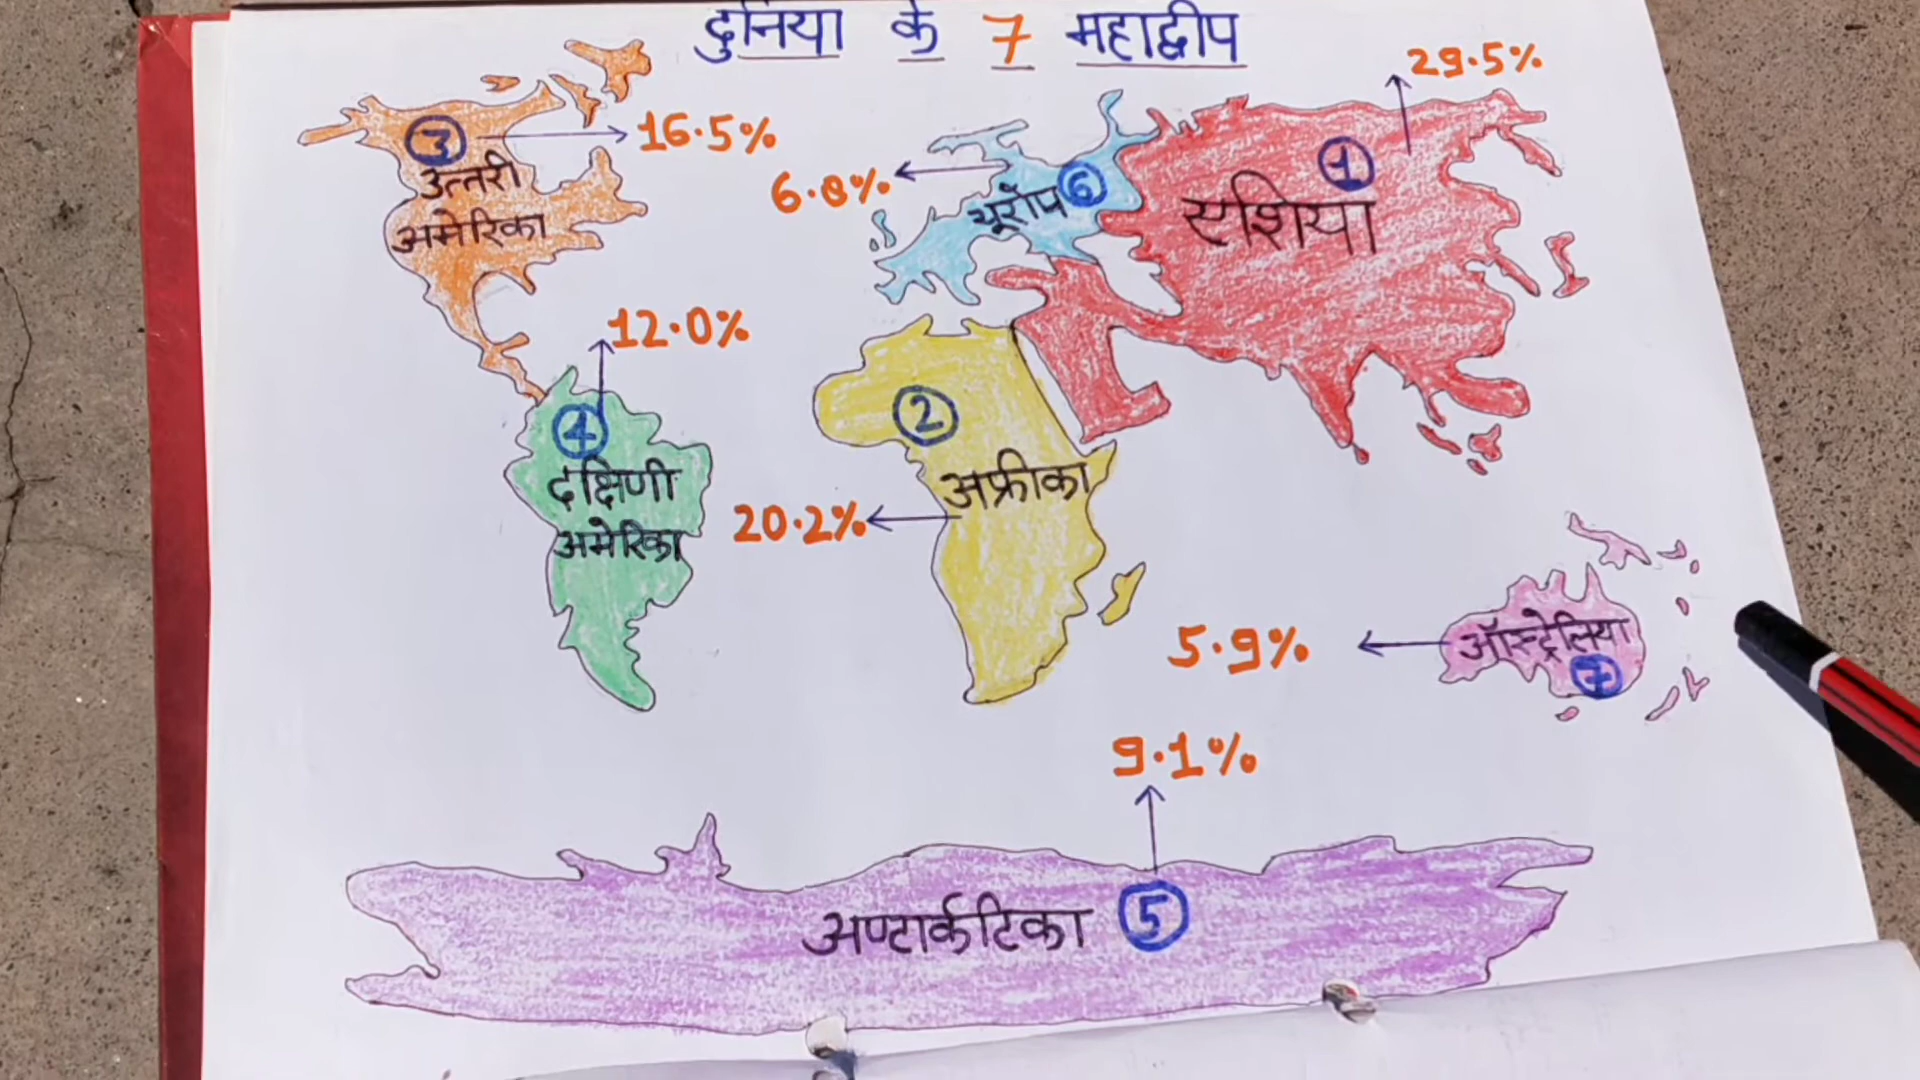 दुनिया के 7 महाद्वीप
29.5%
3
16.5%
उत्तरी
अमेरिका
6.8%
6
यूरोप
1
एशिया
12.0%
4
दक्षिणी
अमेरिका
2
अफ्रीका
20.2%
5.9%
ऑस्ट्रेलिया
7
9.1%
अण्टार्कटिका
5